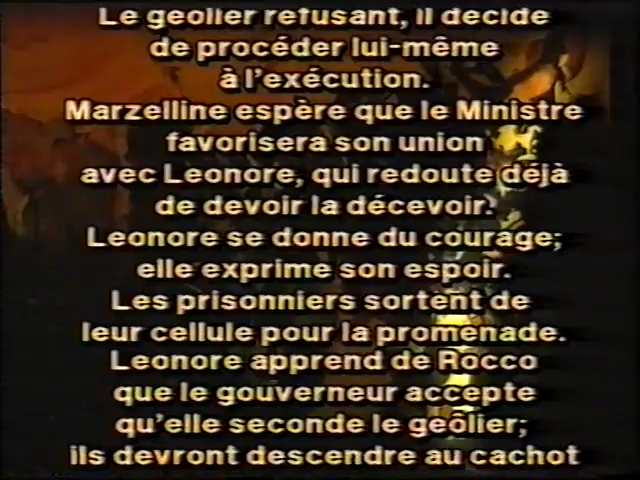 Le geôlier refusant, il décide
de procéder lui-même
à l'exécution.
Marzelline espère que le Ministre
favorisera son union
avec Leonore, qui redoute déjà
de devoir la décevoir.
Leonore se donne du courage;
elle exprime son espoir.
Les prisonniers sortent de
leur cellule pour la promenade.
Leonore apprend de Rocco
que le gouverneur accepte
qu'elle seconde le geôlier;
ils devront descendre au cachot